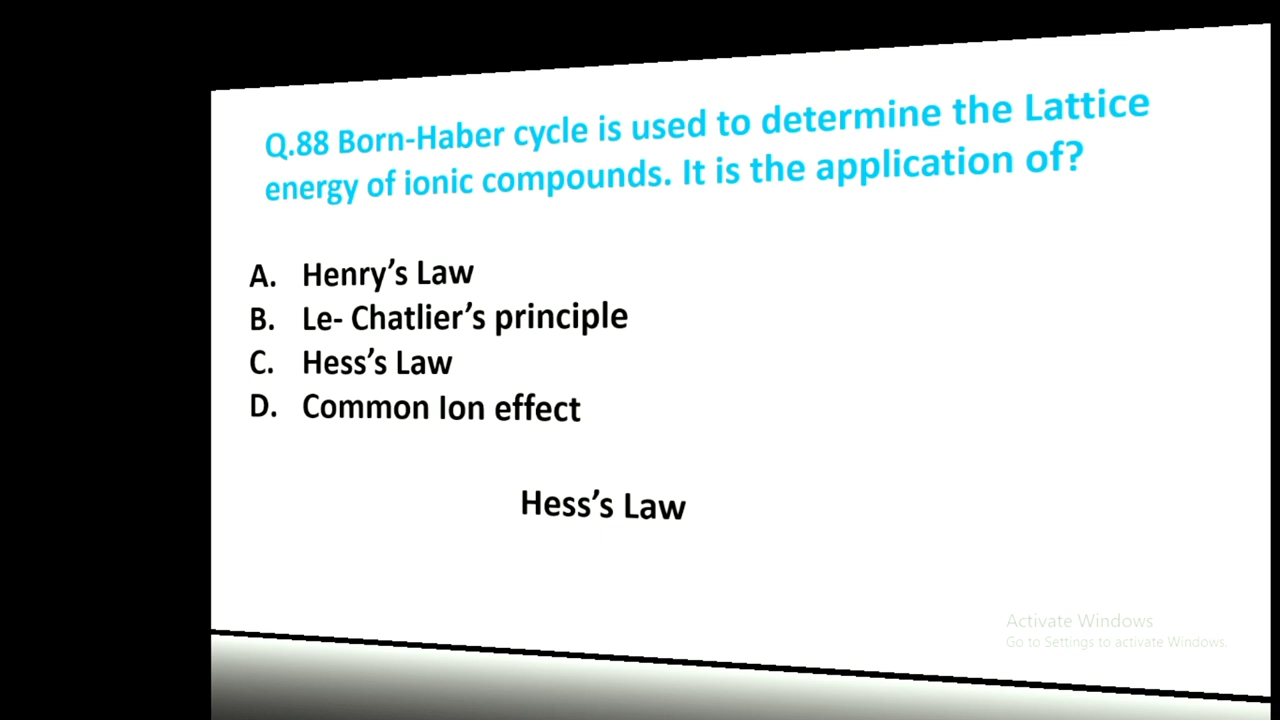 Q.88 Born-Haber cycle is used to determine the Lattice
energy of ionic compounds. It is the application of?
A. Henry’s Law
B. Le- Chatlier’s principle
C. Hess’s Law
D. Common Ion effect
Hess’s Law
Activate Windows
Go to Settings to activate Windows.